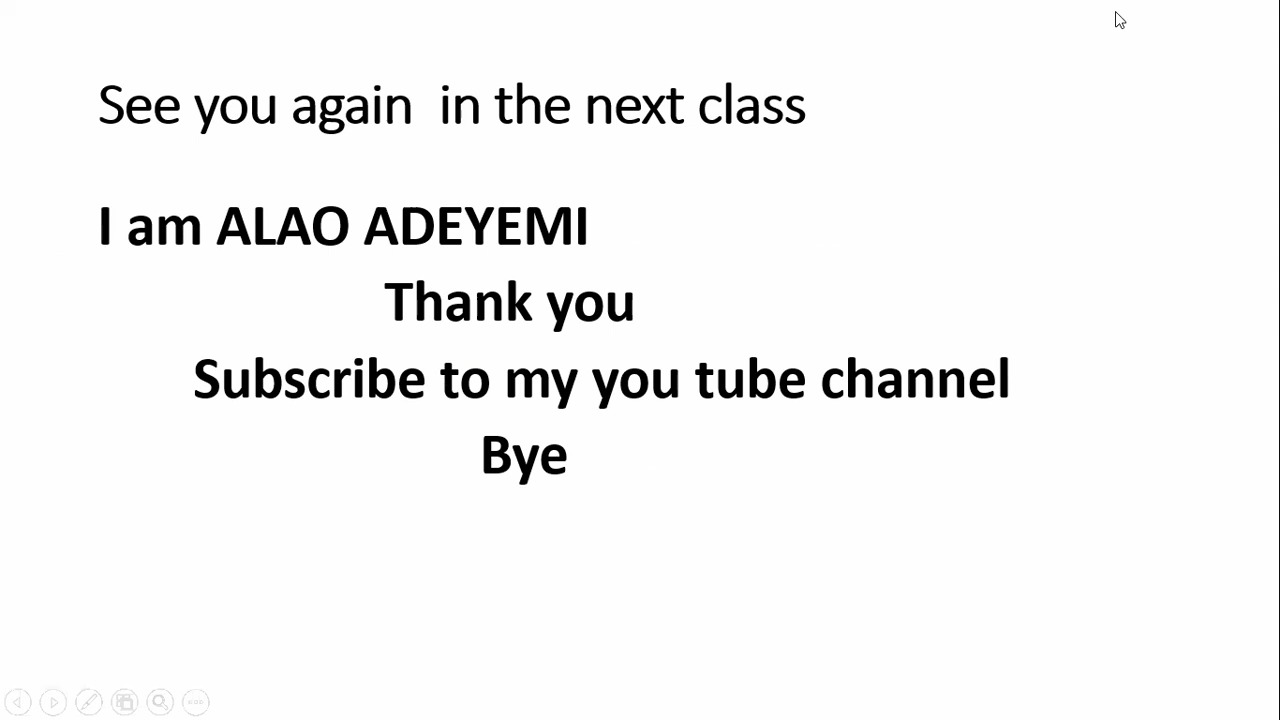 See you again  in the next class
I am ALAO ADEYEMI
Thank you
Subscribe to my you tube channel
Bye